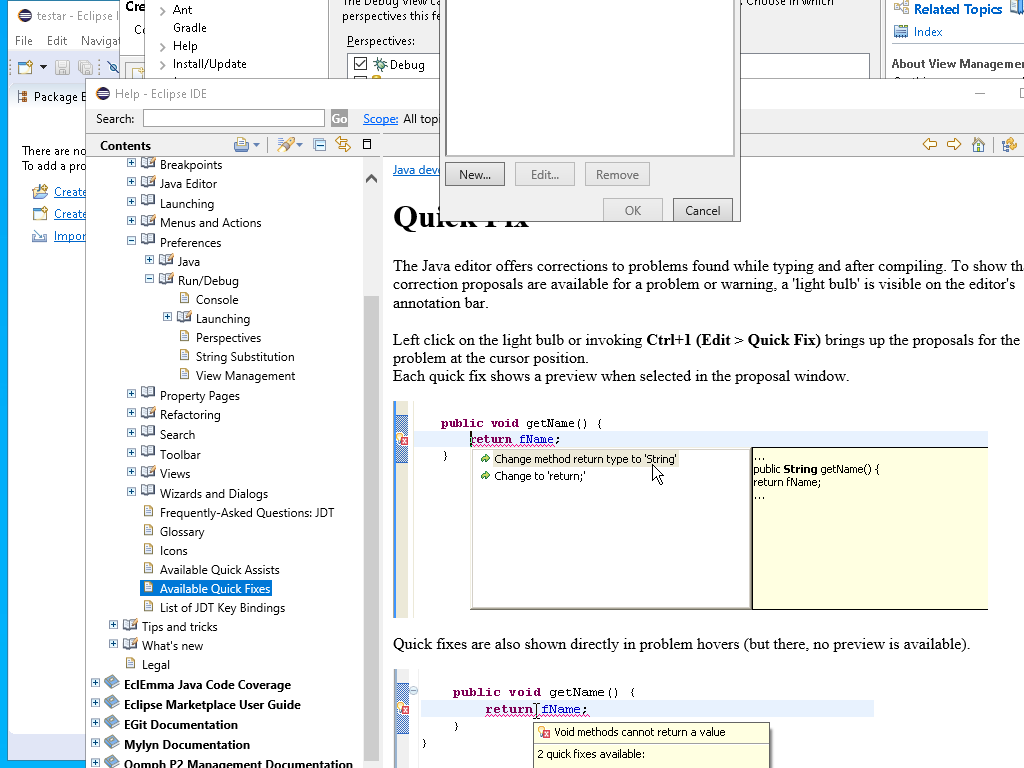 testar - Eclipse I
File Edit Navigat
Package E
There are no
To add a pro
Create
Create
Impor
Cre
Ant
Gradle
Help
Install/Update
perspectives this fe
Perspectives:
Debug
Choose in which
Related Topics
Index
About View Managemen
Help - Eclipse IDE
Search:
Go
Scope: All top
Contents
Breakpoints
Java Editor
Launching
Menus and Actions
Preferences
Java
Run/Debug
Console
Launching
Perspectives
String Substitution
View Management
Property Pages
Refactoring
Search
Toolbar
Views
Wizards and Dialogs
Frequently-Asked Questions: JDT
Glossary
Icons
Available Quick Assists
Available Quick Fixes
List of JDT Key Bindings
Tips and tricks
What's new
Legal
EclEmma Java Code Coverage
Eclipse Marketplace User Guide
EGit Documentation
Mylyn Documentation
Oomph P2 Management Documentation
New... Edit... Remove
OK Cancel
Java deve
Quick Fix
The Java editor offers corrections to problems found while typing and after compiling. To show tha
correction proposals are available for a problem or warning, a 'light bulb' is visible on the editor's
annotation bar.
Left click on the light bulb or invoking Ctrl+1 (Edit > Quick Fix) brings up the proposals for the
problem at the cursor position.
Each quick fix shows a preview when selected in the proposal window.
public void getName() {
return fName;
}
Change method return type to 'String'
Change to 'return;'
...
public String getName() {
return fName;
...
Quick fixes are also shown directly in problem hovers (but there, no preview is available).
public void getName() {
return fName;
}
}
Void methods cannot return a value
2 quick fixes available: